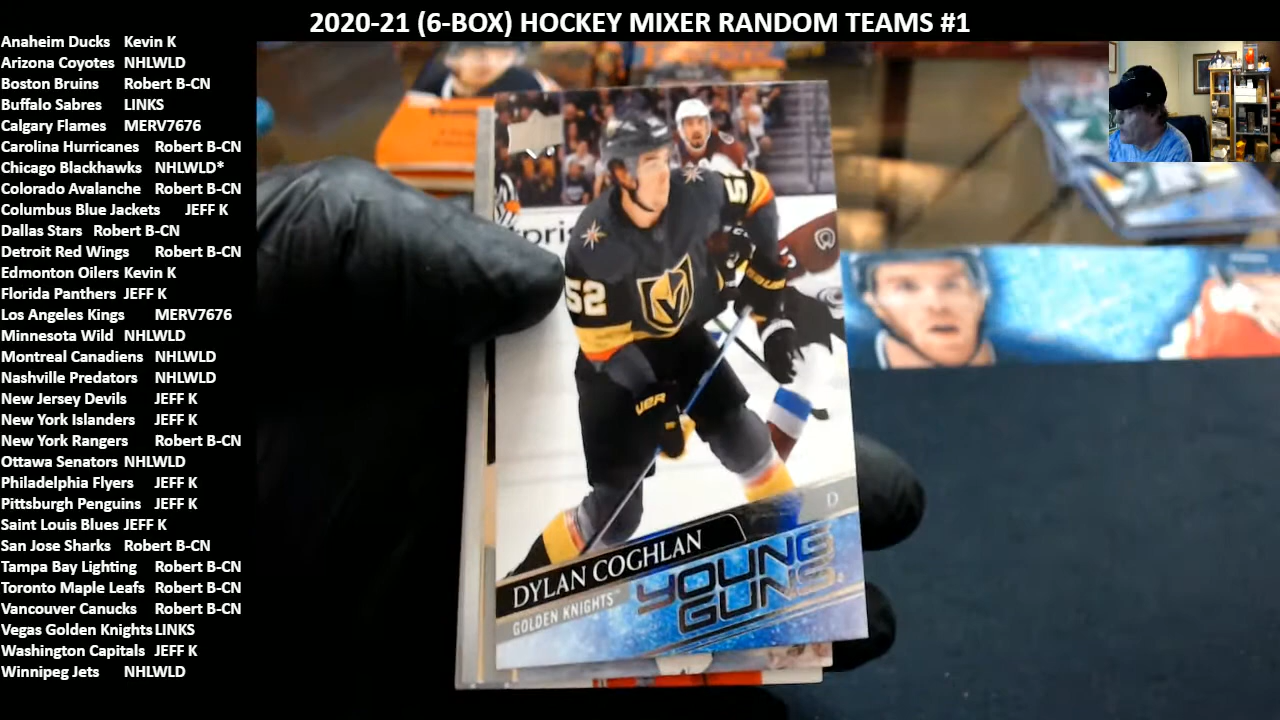 2020-21 (6-BOX) HOCKEY MIXER RANDOM TEAMS #1
Anaheim Ducks Kevin K
Arizona Coyotes NHLWLD
Boston Bruins Robert B-CN
Buffalo Sabres LINKS
Calgary Flames MERV7676
Carolina Hurricanes Robert B-CN
Chicago Blackhawks NHLWLD*
Colorado Avalanche Robert B-CN
Columbus Blue Jackets JEFF K
Dallas Stars Robert B-CN
Detroit Red Wings Robert B-CN
Edmonton Oilers Kevin K
Florida Panthers JEFF K
Los Angeles Kings MERV7676
Minnesota Wild NHLWLD
Montreal Canadiens NHLWLD
Nashville Predators NHLWLD
New Jersey Devils JEFF K
New York Islanders JEFF K
New York Rangers Robert B-CN
Ottawa Senators NHLWLD
Philadelphia Flyers JEFF K
Pittsburgh Penguins JEFF K
Saint Louis Blues JEFF K
San Jose Sharks Robert B-CN
Tampa Bay Lighting Robert B-CN
Toronto Maple Leafs Robert B-CN
Vancouver Canucks Robert B-CN
Vegas Golden Knights LINKS
Washington Capitals JEFF K
Winnipeg Jets NHLWLD
52
52
D
DYLAN COGHLAN
GOLDEN KNIGHTS™
YOUNG
GUNS